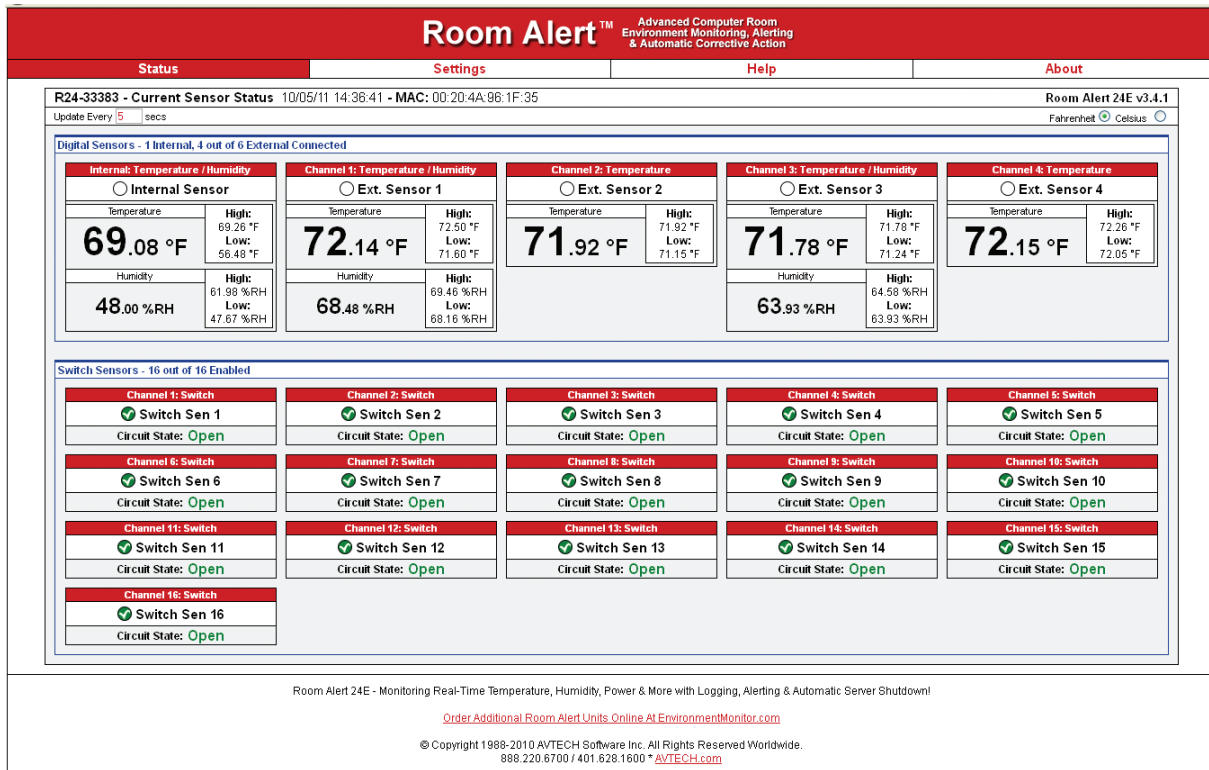 Room Alert™ Advanced Computer Room
Environment Monitoring, Alerting
& Automatic Corrective Action
Status Settings Help About
R24-33383 - Current Sensor Status 10/05/11 14:36:41 - MAC: 00:20:4A:96:1F:35 Room Alert 24E v3.4.1
Update Every 5 secs Fahrenheit Celsius
Digital Sensors - 1 Internal, 4 out of 6 External Connected
Internal: Temperature / Humidity
Internal Sensor
Temperature
69.08 °F
High:
69.26 °F
Low:
56.48 °F
Humidity
48.00 %RH
High:
61.98 %RH
Low:
47.67 %RH
Channel 1: Temperature / Humidity
Ext. Sensor 1
Temperature
72.14 °F
High:
72.50 °F
Low:
71.60 °F
Humidity
68.48 %RH
High:
69.46 %RH
Low:
68.16 %RH
Channel 2: Temperature
Ext. Sensor 2
Temperature
71.92 °F
High:
71.92 °F
Low:
71.15 °F
Channel 3: Temperature / Humidity
Ext. Sensor 3
Temperature
71.78 °F
High:
71.78 °F
Low:
71.24 °F
Humidity
63.93 %RH
High:
64.58 %RH
Low:
63.93 %RH
Channel 4: Temperature
Ext. Sensor 4
Temperature
72.15 °F
High:
72.26 °F
Low:
72.05 °F
Switch Sensors - 16 out of 16 Enabled
Channel 1: Switch
Switch Sen 1
Circuit State: Open
Channel 2: Switch
Switch Sen 2
Circuit State: Open
Channel 3: Switch
Switch Sen 3
Circuit State: Open
Channel 4: Switch
Switch Sen 4
Circuit State: Open
Channel 5: Switch
Switch Sen 5
Circuit State: Open
Channel 6: Switch
Switch Sen 6
Circuit State: Open
Channel 7: Switch
Switch Sen 7
Circuit State: Open
Channel 8: Switch
Switch Sen 8
Circuit State: Open
Channel 9: Switch
Switch Sen 9
Circuit State: Open
Channel 10: Switch
Switch Sen 10
Circuit State: Open
Channel 11: Switch
Switch Sen 11
Circuit State: Open
Channel 12: Switch
Switch Sen 12
Circuit State: Open
Channel 13: Switch
Switch Sen 13
Circuit State: Open
Channel 14: Switch
Switch Sen 14
Circuit State: Open
Channel 15: Switch
Switch Sen 15
Circuit State: Open
Channel 16: Switch
Switch Sen 16
Circuit State: Open
Room Alert 24E - Monitoring Real-Time Temperature, Humidity, Power & More with Logging, Alerting & Automatic Server Shutdown!
Order Additional Room Alert Units Online At EnvironmentMonitor.com
© Copyright 1988-2010 AVTECH Software Inc. All Rights Reserved Worldwide.
888.220.6700 / 401.628.1600 * AVTECH.com